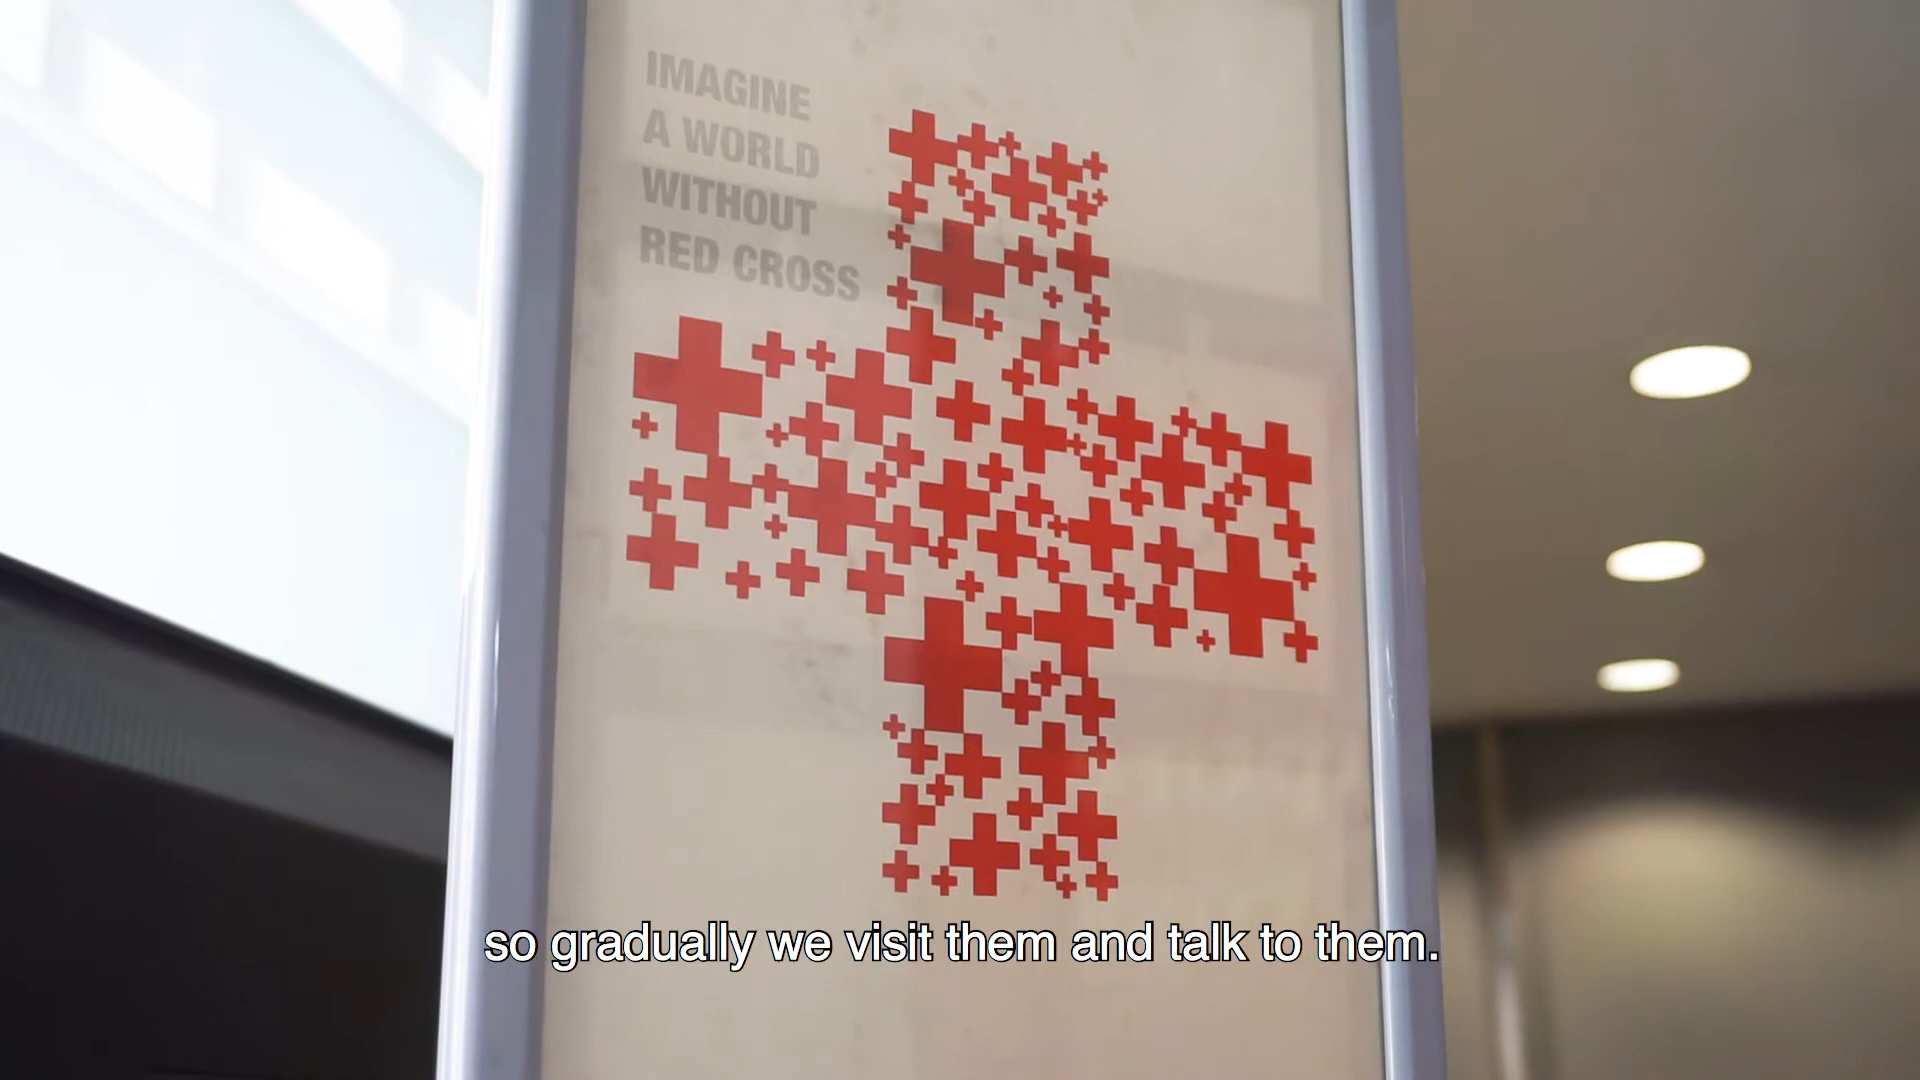 IMAGINE
A WORLD
WITHOUT
RED CROSS
so gradually we visit them and talk to them.